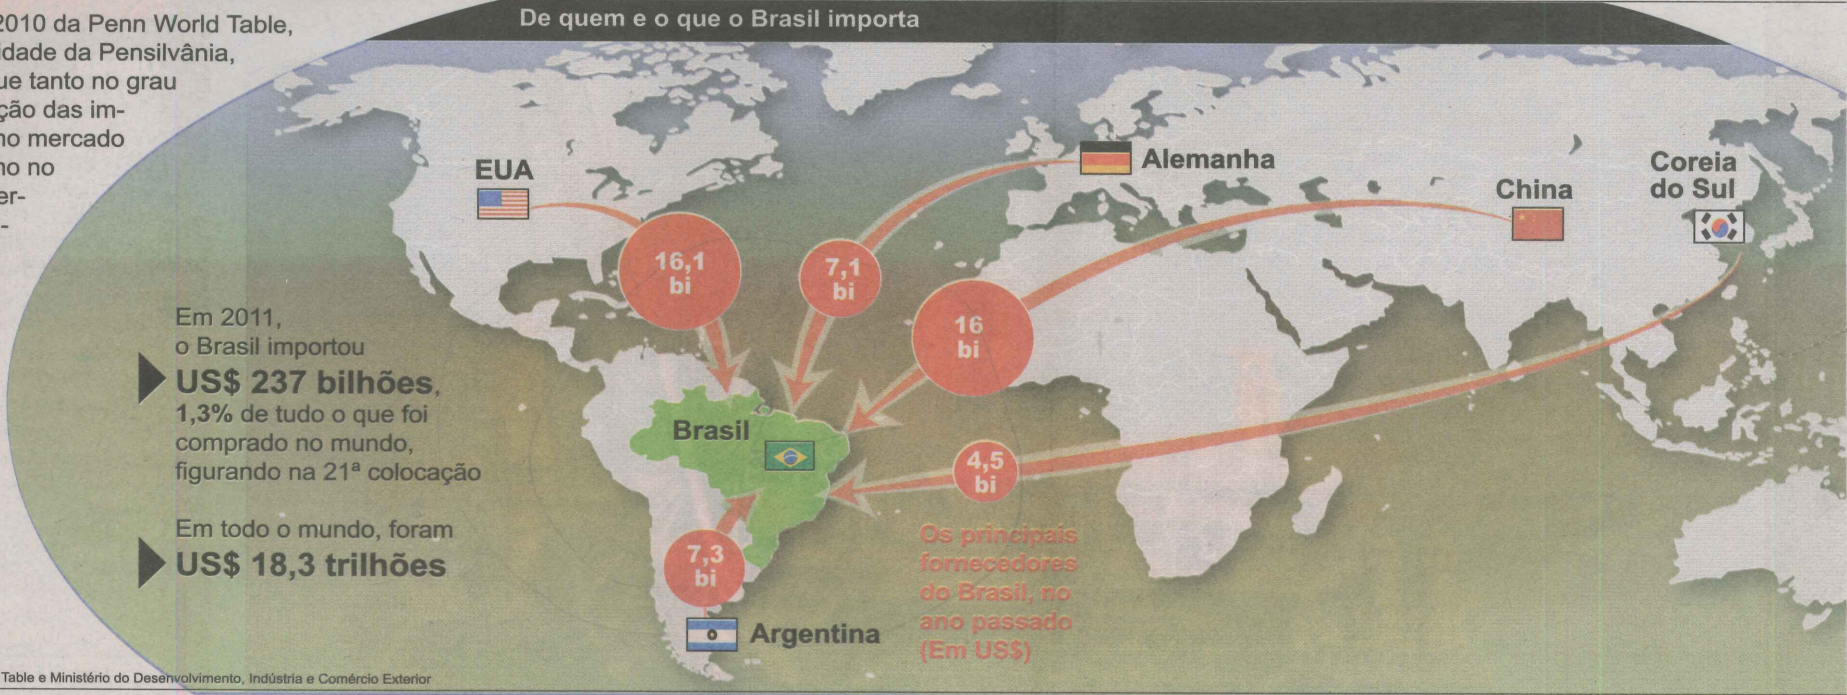 2010 da Penn World Table,
idade da Pensilvânia,
ue tanto no grau
ção das im-
no mercado
no no
er-
-
De quem e o que o Brasil importa
EUA
Alemanha
China
Coreia
do Sul
16,1
bi
7,1
bi
16
bi
4,5
bi
7,3
bi
Brasil
Argentina
Em 2011,
o Brasil importou
US$ 237 bilhões,
1,3% de tudo o que foi
comprado no mundo,
figurando na 21ª colocação
Em todo o mundo, foram
US$ 18,3 trilhões
Os principais
fornecedores
do Brasil, no
ano passado
(Em US$)
Table e Ministério do Desenvolvimento, Indústria e Comércio Exterior